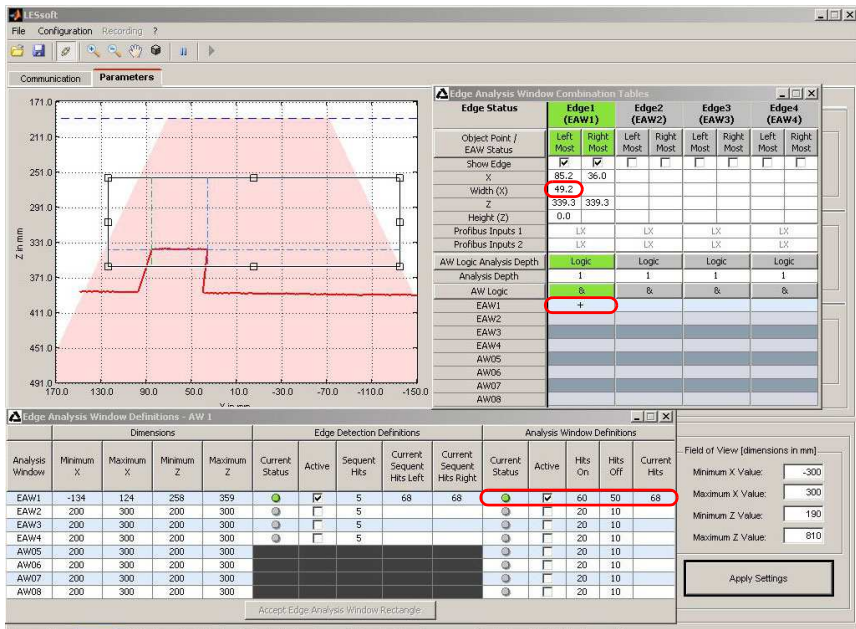 LESsoft
File Configuration Recording ?
Communication Parameters
171.0
211.0
251.0
291.0
331.0
371.0
411.0
451.0
491.0
Z in mm
170.0 130.0 90.0 50.0 10.0 -30.0 -70.0 -110.0 -150.0
Edge Analysis Window Combination Tables
Edge Status Edge1 (EAW1) Edge2 (EAW2) Edge3 (EAW3) Edge4 (EAW4)
Object Point / EAW Status Left Most Right Most Left Most Right Most Left Most Right Most Left Most Right Most
Show Edge
X 85.2 36.0
Width (X) 49.2
Z 339.3 339.3
Height (Z) 0.0
Profibus Inputs 1 LX LX LX LX
Profibus Inputs 2 LX LX LX LX
AW Logic Analysis Depth Logic Logic Logic Logic
Analysis Depth 1 1 1 1
AW Logic & & & &
EAW1 +
EAW2
EAW3
EAW4
AW05
AW06
AW07
AW08
Edge Analysis Window Definitions - AW 1
Dimensions Edge Detection Definitions Analysis Window Definitions
Analysis Window Minimum X Maximum X Minimum Z Maximum Z Current Status Active Sequent Hits Current Sequent Hits Left Current Sequent Hits Right Current Status Active Hits On Hits Off Current Hits
EAW1 -134 124 258 359 5 68 68 60 50 68
EAW2 200 300 200 300 5 20 10
EAW3 200 300 200 300 5 20 10
EAW4 200 300 200 300 5 20 10
AW05 200 300 200 300 20 10
AW06 200 300 200 300 20 10
AW07 200 300 200 300 20 10
AW08 200 300 200 300 20 10
Accept Edge Analysis Window Rectangle
Field of View [dimensions in mm]
Minimum X Value: -300
Maximum X Value: 300
Minimum Z Value: 190
Maximum Z Value: 810
Apply Settings